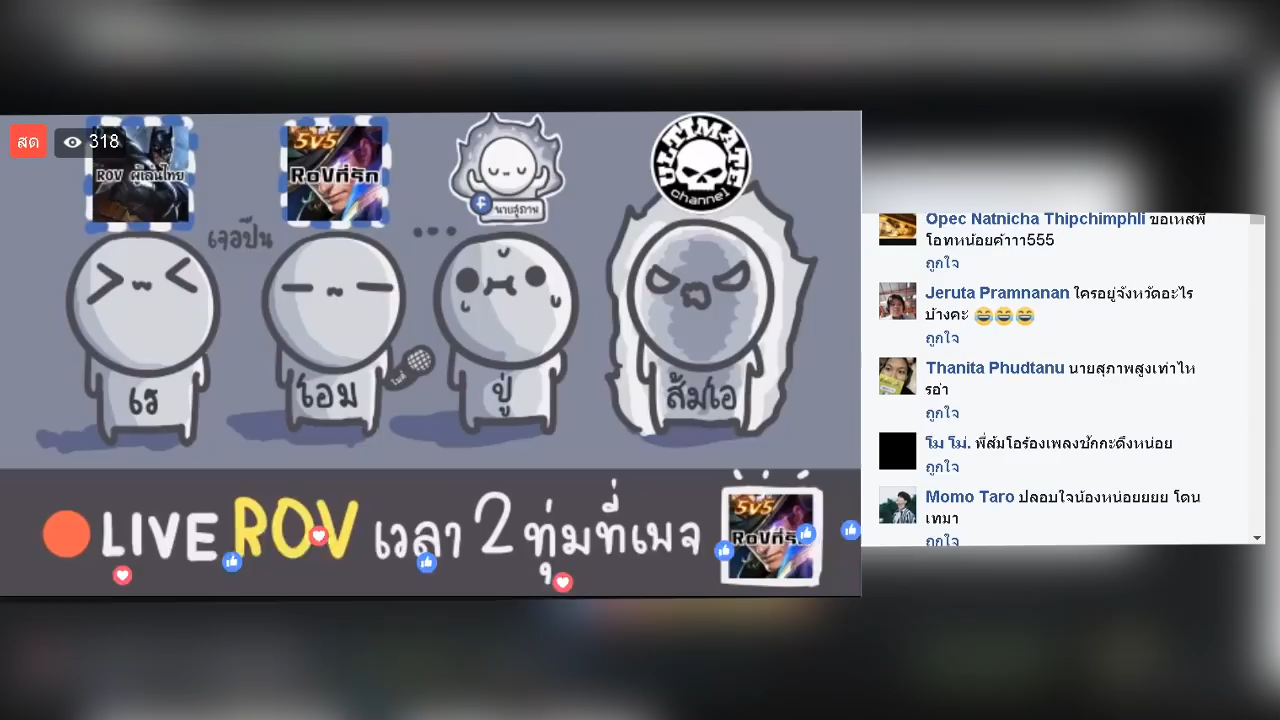 สด
318
ROV ผู้เล่นไทย
5V5
RoVที่รัก
นายสุภาพ
ULTIMATE
channel
เจอป๊น
...
เร
โอม
ไมค์
ปู่
ส้มโอ
LIVE ROV เวลา 2 ทุ่มที่เพจ
5V5
RoVที่รัก
Opec Natnicha Thipchimphli ขอเหสพี่
โอทหน่อยค้าาา555
ถูกใจ
Jeruta Pramnanan ใครอยู่จังหวัดอะไร
บ้างคะ 😂😂😂
ถูกใจ
Thanita Phudtanu นายสุภาพสูงเท่าไห
รอ่า
ถูกใจ
โม โม่. พี่ส้มโอร้องเพลงบักกะดึงหน่อย
ถูกใจ
Momo Taro ปลอบใจน้องหน่อยยยย โดน
เทมา
ถูกใจ